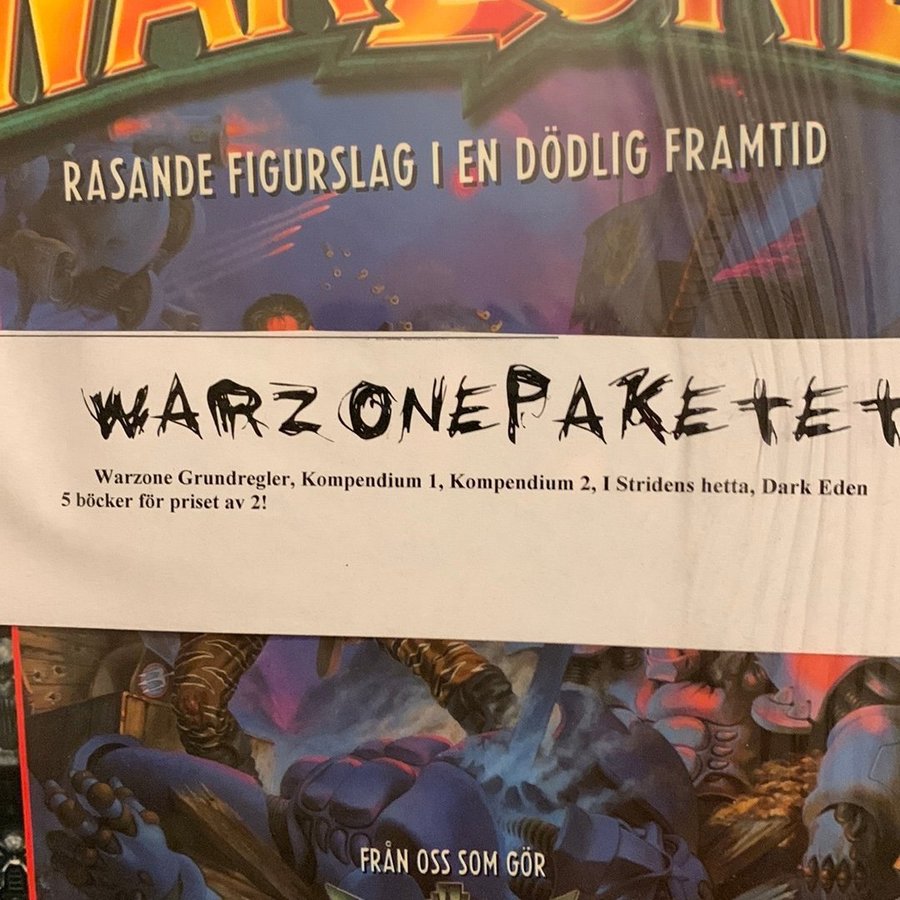 WARZONE
RASANDE FIGURSLAG I EN DÖDLIG FRAMTID
WARZONEPAKETET
Warzone Grundregler, Kompendium 1, Kompendium 2, I Stridens hetta, Dark Eden
5 böcker för priset av 2!
FRÅN OSS SOM GÖR